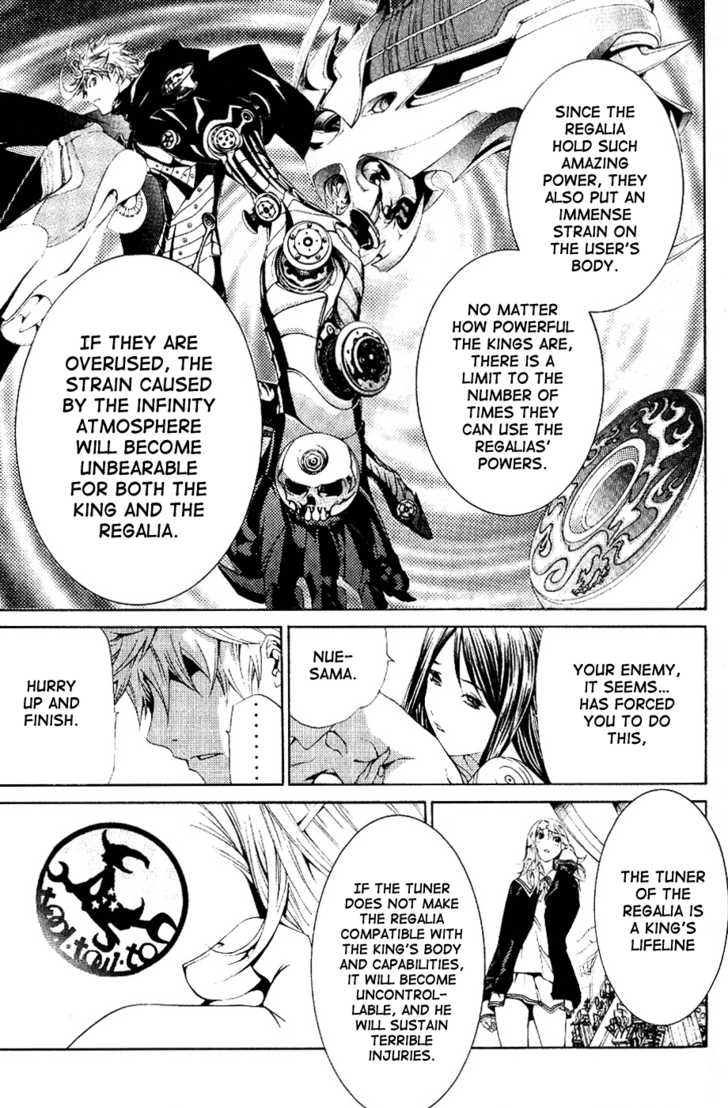 SINCE THE
REGALIA
HOLD SUCH
AMAZING
POWER, THEY
ALSO PUT AN
IMMENSE
STRAIN ON
THE USER'S
BODY.
NO MATTER
HOW POWERFUL
THE KINGS ARE,
THERE IS A
LIMIT TO THE
NUMBER OF
TIMES THEY
CAN USE THE
REGALIAS'
POWERS.
IF THEY ARE
OVERUSED, THE
STRAIN CAUSED
BY THE INFINITY
ATMOSPHERE
WILL BECOME
UNBEARABLE
FOR BOTH THE
KING AND THE
REGALIA.
YOUR ENEMY,
IT SEEMS...
HAS FORCED
YOU TO DO
THIS,
NUE-
SAMA.
......
HURRY
UP AND
FINISH.
THE TUNER
OF THE
REGALIA IS
A KING'S
LIFELINE
IF THE TUNER
DOES NOT MAKE
THE REGALIA
COMPATIBLE WITH
THE KING'S BODY
AND CAPABILITIES,
IT WILL BECOME
UNCONTROL-
LABLE, AND HE
WILL SUSTAIN
TERRIBLE
INJURIES.
tool·toul·to